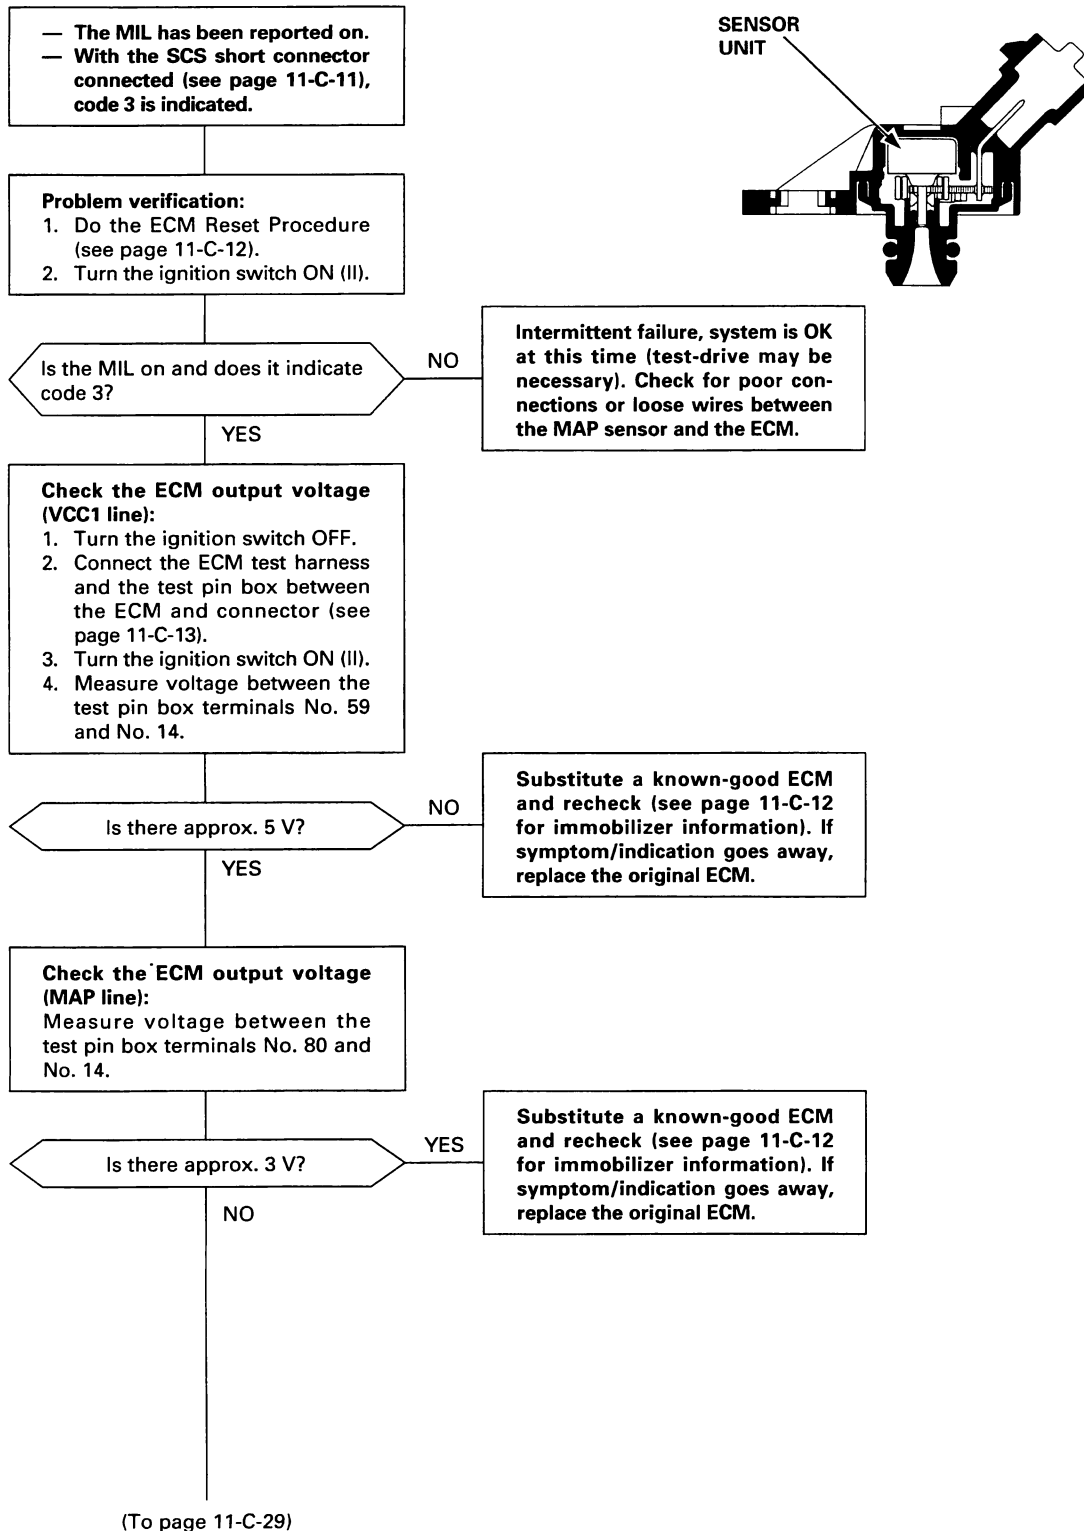 — The MIL has been reported on.
— With the SCS short connector
connected (see page 11-C-11),
code 3 is indicated.
SENSOR
UNIT
Problem verification:
1. Do the ECM Reset Procedure
(see page 11-C-12).
2. Turn the ignition switch ON (II).
Is the MIL on and does it indicate
code 3?
NO
Intermittent failure, system is OK
at this time (test-drive may be
necessary). Check for poor con-
nections or loose wires between
the MAP sensor and the ECM.
YES
Check the ECM output voltage
(VCC1 line):
1. Turn the ignition switch OFF.
2. Connect the ECM test harness
and the test pin box between
the ECM and connector (see
page 11-C-13).
3. Turn the ignition switch ON (II).
4. Measure voltage between the
test pin box terminals No. 59
and No. 14.
Is there approx. 5 V?
NO
Substitute a known-good ECM
and recheck (see page 11-C-12
for immobilizer information). If
symptom/indication goes away,
replace the original ECM.
YES
Check the ECM output voltage
(MAP line):
Measure voltage between the
test pin box terminals No. 80 and
No. 14.
Is there approx. 3 V?
YES
Substitute a known-good ECM
and recheck (see page 11-C-12
for immobilizer information). If
symptom/indication goes away,
replace the original ECM.
NO
(To page 11-C-29)